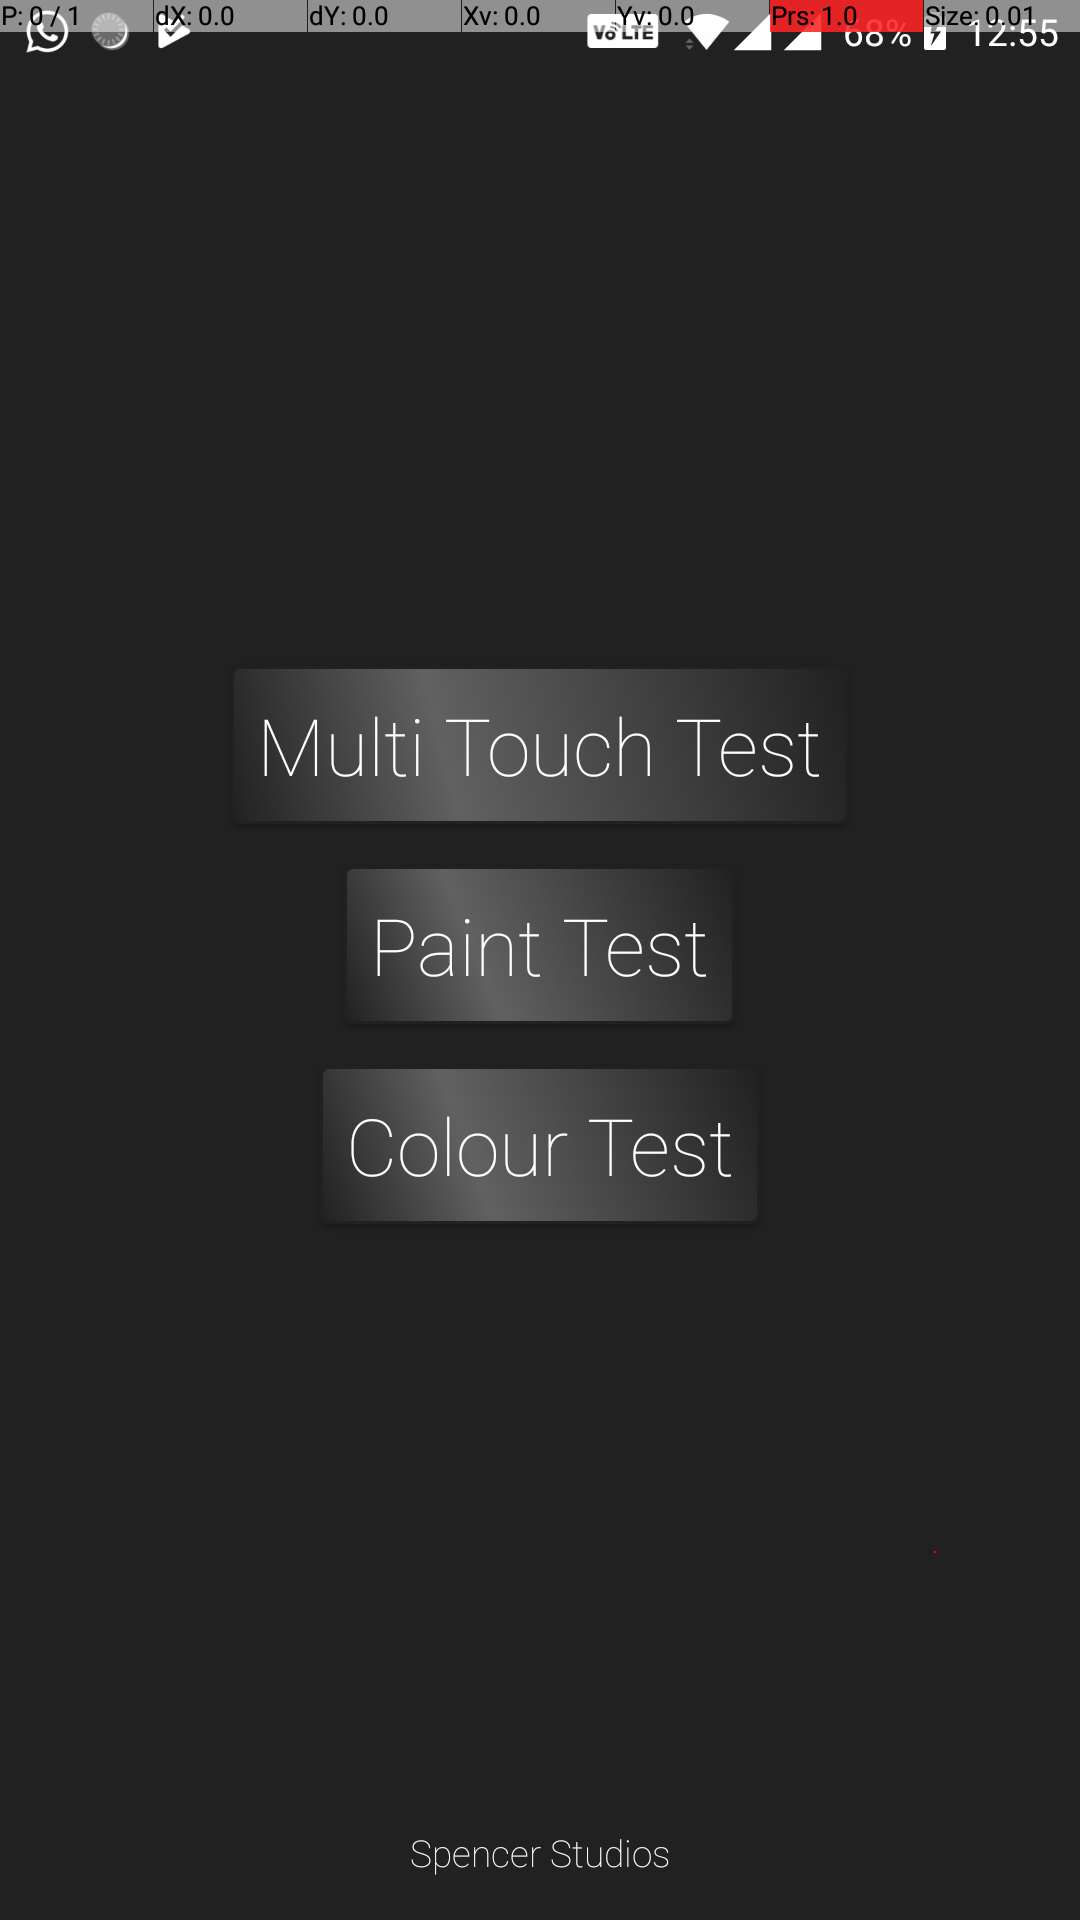 P: 0 / 1 dX: 0.0 dY: 0.0 Xv: 0.0 Yv: 0.0 Prs: 1.0 Size: 0.01
Vo LTE 68% 12:55
Multi Touch Test
Paint Test
Colour Test
Spencer Studios